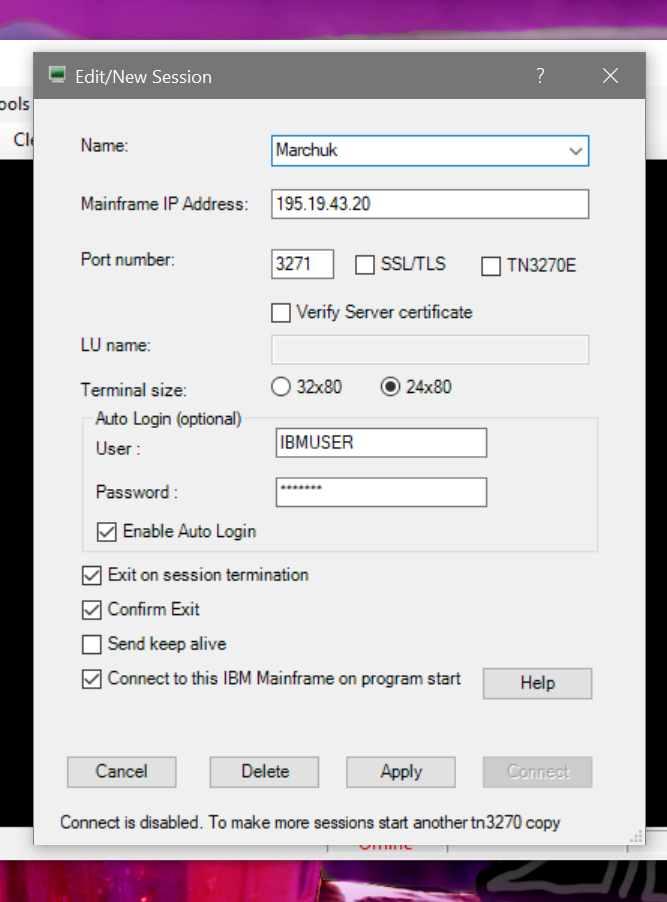 Edit/New Session
?
ools
Cle
Name:
Marchuk
Mainframe IP Address:
195.19.43.20
Port number:
3271
SSL/TLS
TN3270E
Verify Server certificate
LU name:
Terminal size:
32x80
24x80
Auto Login (optional)
User :
IBMUSER
Password :
*******
Enable Auto Login
Exit on session termination
Confirm Exit
Send keep alive
Connect to this IBM Mainframe on program start
Help
Cancel
Delete
Apply
Connect
Connect is disabled. To make more sessions start another tn3270 copy
Offline